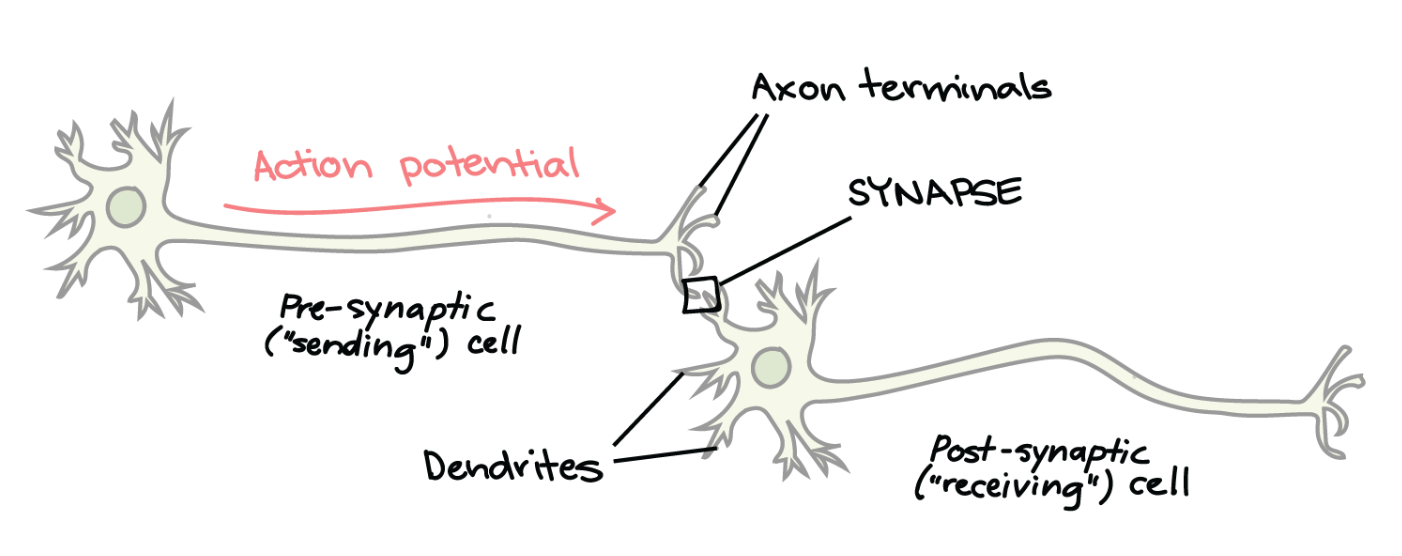 Axon terminals
Action potential
SYNAPSE
Pre-synaptic
("sending") cell
Dendrites
Post-synaptic
("receiving") cell